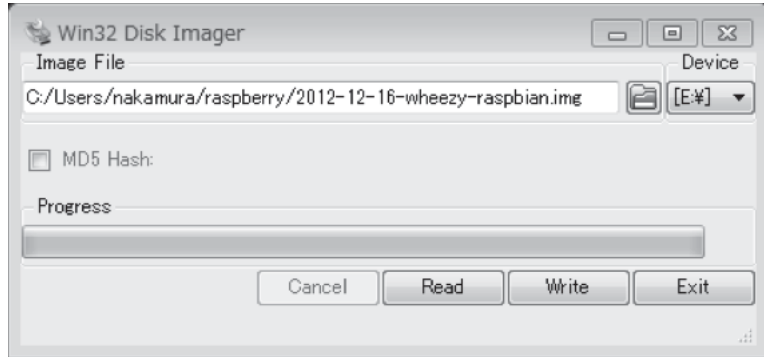 Win32 Disk Imager
Image File
Device
C:/Users/nakamura/raspberry/2012-12-16-wheezy-raspbian.img
[E:¥]
MD5 Hash:
Progress
Cancel Read Write Exit